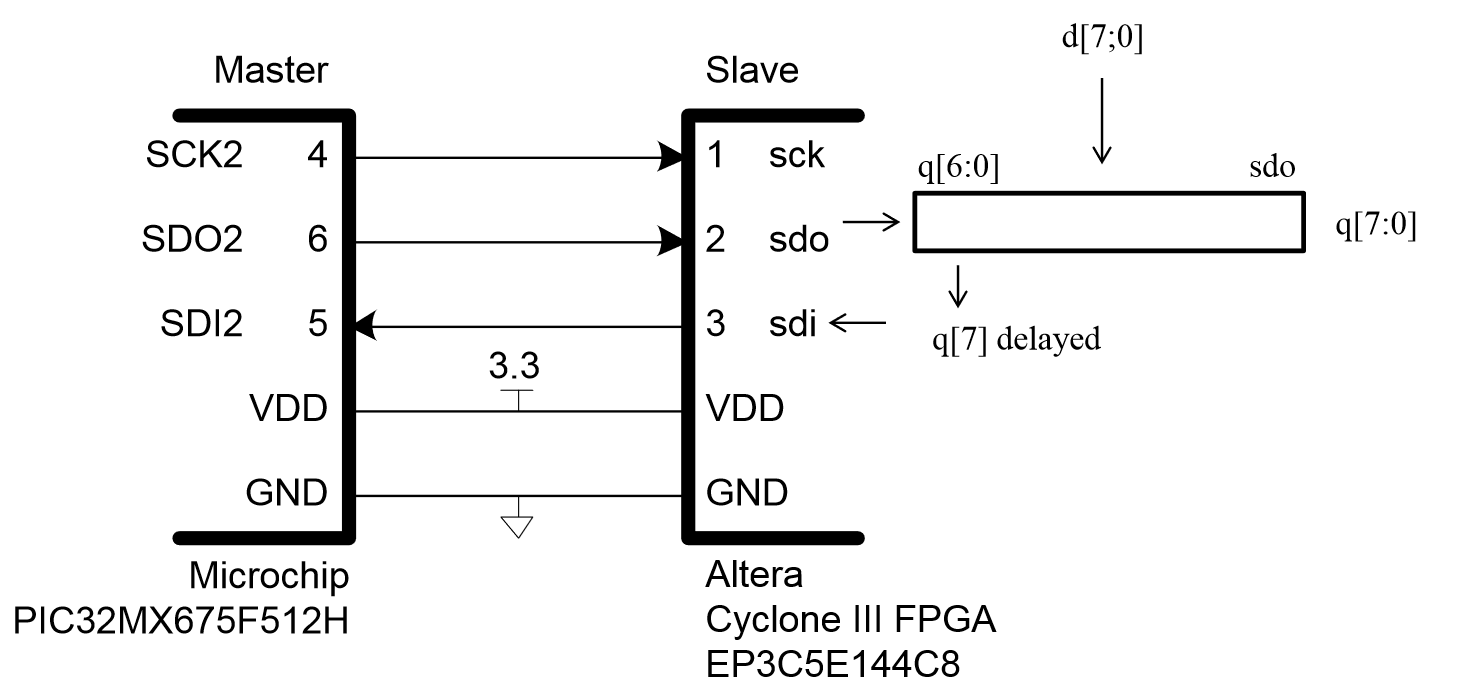 d[7;0]
Master
Slave
SCK2 4
1 sck
q[6:0]
sdo
SDO2 6
2 sdo
q[7:0]
SDI2 5
3 sdi
q[7] delayed
3.3
VDD
VDD
GND
GND
Microchip
PIC32MX675F512H
Altera
Cyclone III FPGA
EP3C5E144C8